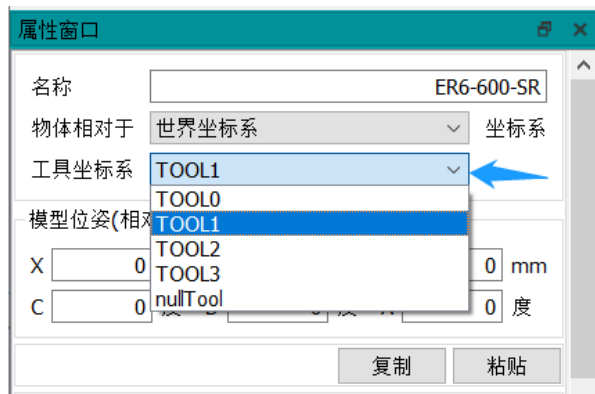 属性窗口
名称 ER6-600-SR
物体相对于 世界坐标系 坐标系
工具坐标系 TOOL1
TOOL0
模型位姿(相 TOOL1
TOOL2
X 0 TOOL3 0 mm
nullTool
C 0 0 度
复制 粘贴